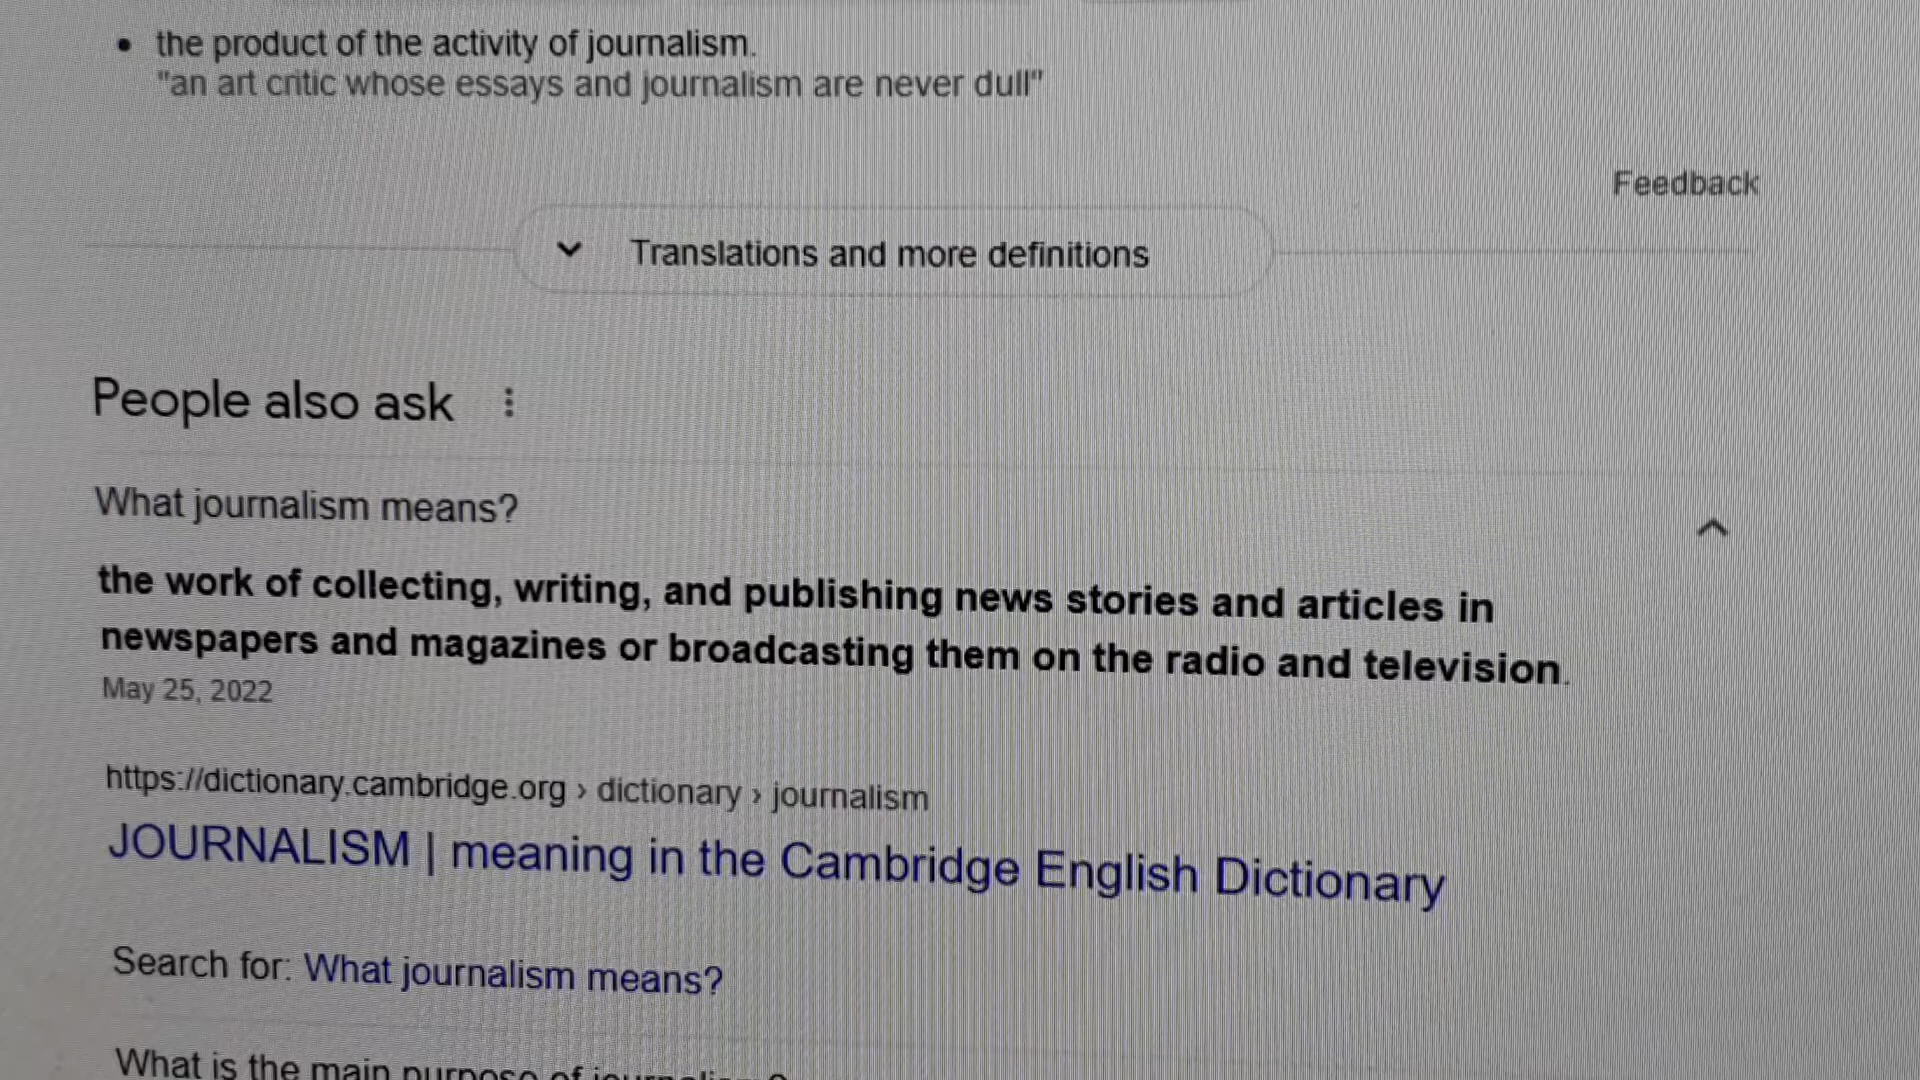 the product of the activity of journalism.
"an art critic whose essays and journalism are never dull"
Feedback
Translations and more definitions
People also ask
What journalism means?
the work of collecting, writing, and publishing news stories and articles in
newspapers and magazines or broadcasting them on the radio and television.
May 25, 2022
https://dictionary.cambridge.org › dictionary › journalism
JOURNALISM | meaning in the Cambridge English Dictionary
Search for: What journalism means?
What is the main purpose of journalism?